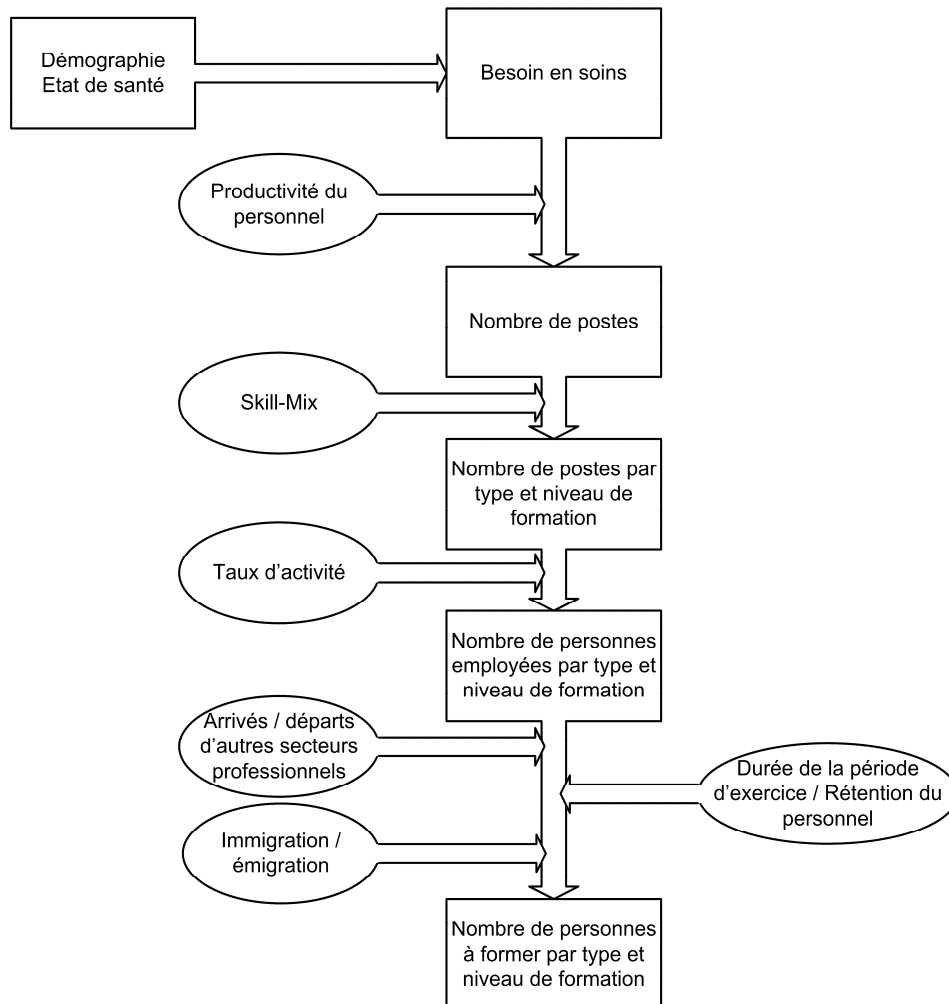 Démographie
Etat de santé
Besoin en soins
Productivité du
personnel
Nombre de postes
Skill-Mix
Nombre de postes par
type et niveau de
formation
Taux d'activité
Nombre de personnes
employées par type et
niveau de formation
Arrivés / départs
d'autres secteurs
professionnels
Durée de la période
d'exercice / Rétention du
personnel
Immigration /
émigration
Nombre de personnes
à former par type et
niveau de formation